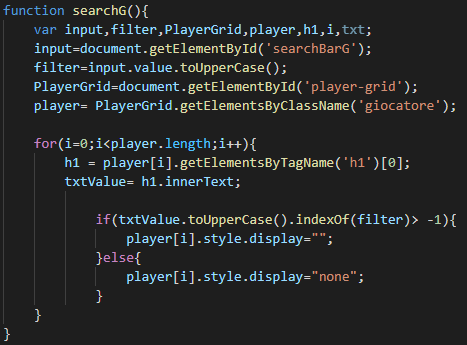 function searchG(){
    var input,filter,PlayerGrid,player,h1,i,txt;
    input=document.getElementById('searchBarG');
    filter=input.value.toUpperCase();
    PlayerGrid=document.getElementById('player-grid');
    player= PlayerGrid.getElementsByClassName('giocatore');

    for(i=0;i<player.length;i++){
        h1 = player[i].getElementsByTagName('h1')[0];
        txtValue= h1.innerText;

            if(txtValue.toUpperCase().indexOf(filter)> -1){
                player[i].style.display="";
            }else{
                player[i].style.display="none";
            }
    }
}